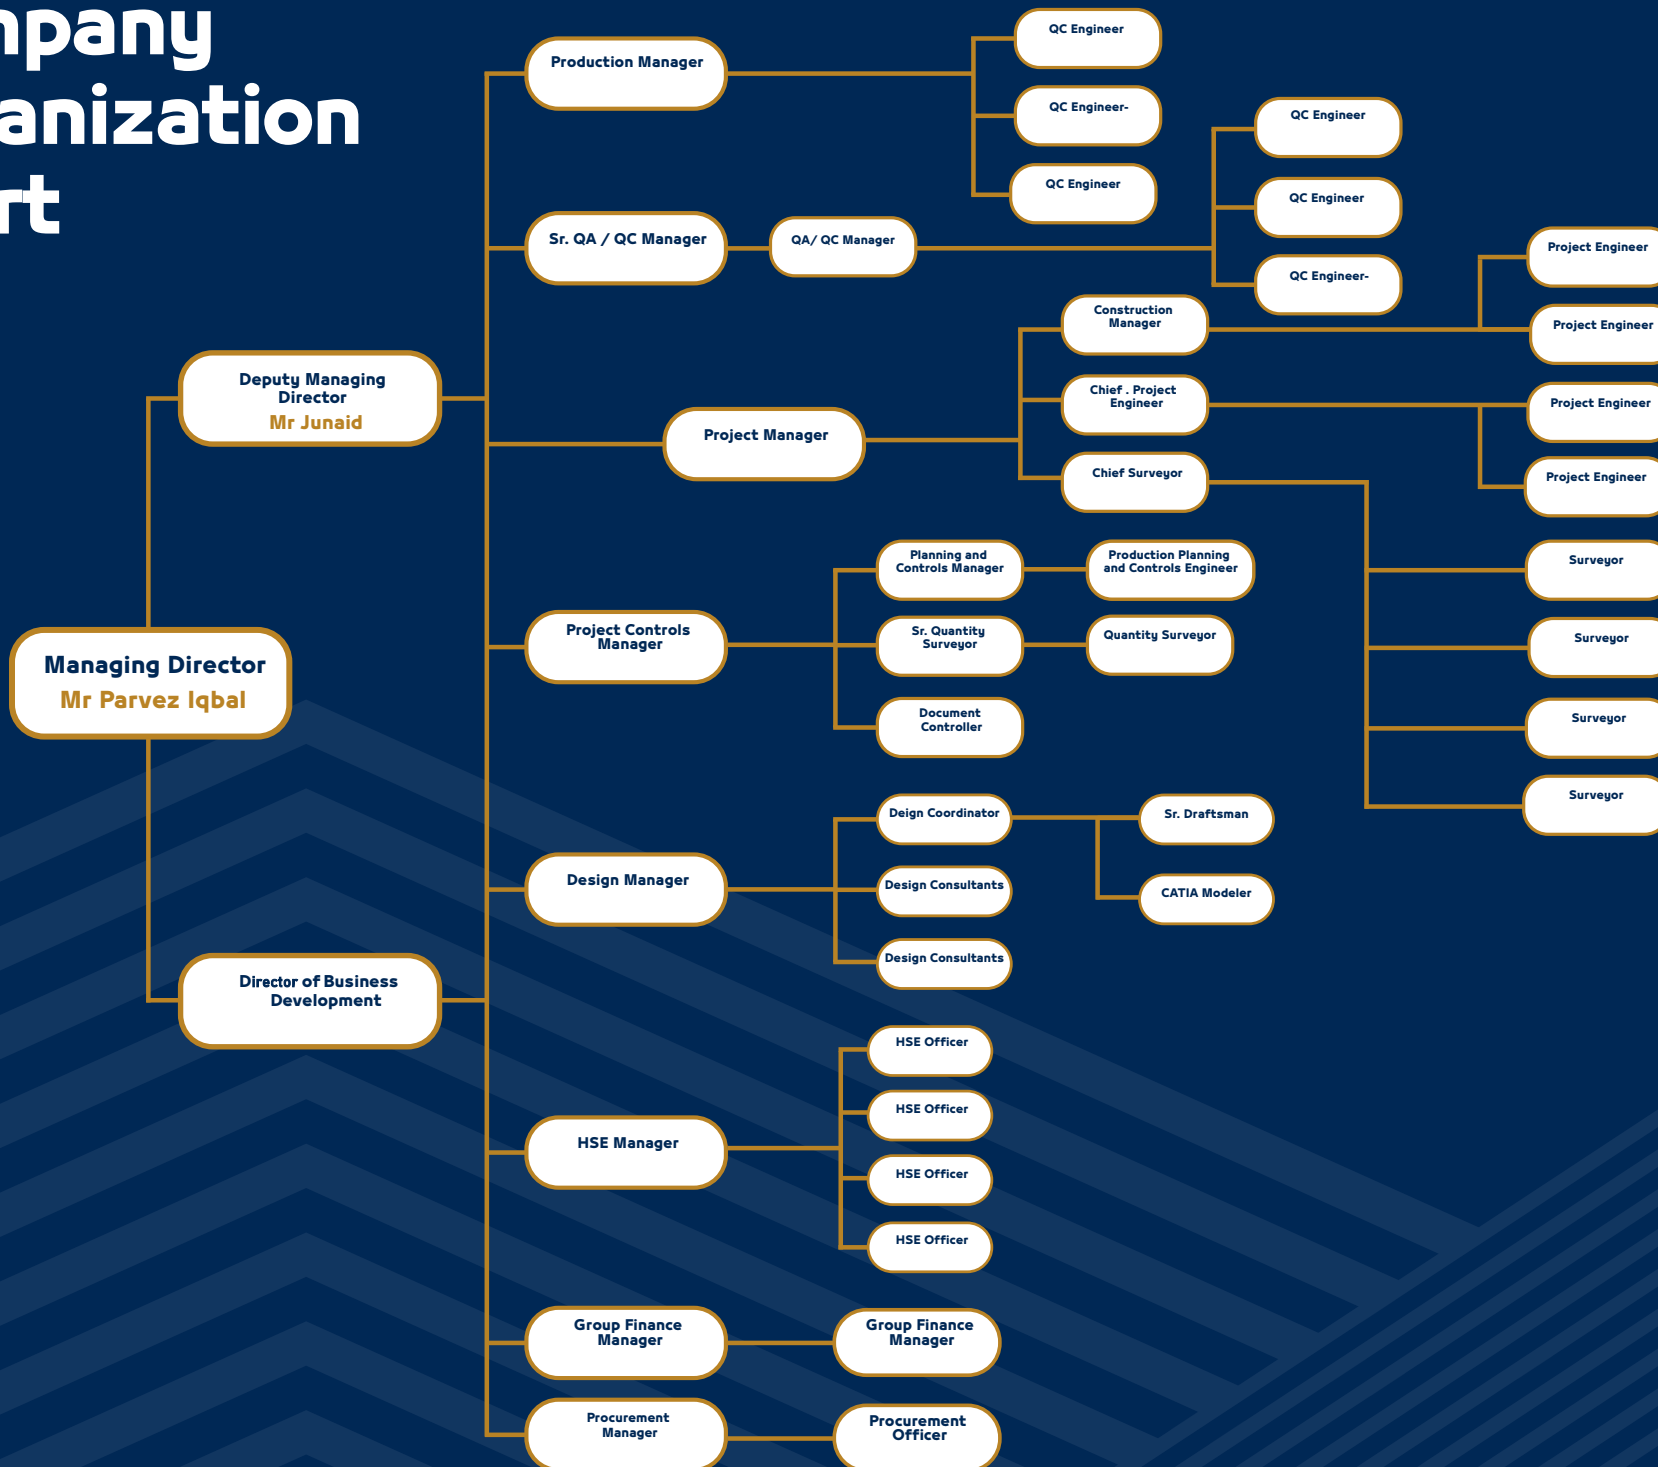 mpany
anization
rt
Managing Director
Mr Parvez Iqbal
Deputy Managing
Director
Mr Junaid
Director of Business
Development
Production Manager
QC Engineer
QC Engineer-
QC Engineer
Sr. QA / QC Manager
QA/ QC Manager
QC Engineer
QC Engineer
QC Engineer-
Project Manager
Construction
Manager
Project Engineer
Project Engineer
Chief . Project
Engineer
Project Engineer
Project Engineer
Chief Surveyor
Surveyor
Surveyor
Surveyor
Surveyor
Project Controls
Manager
Planning and
Controls Manager
Production Planning
and Controls Engineer
Sr. Quantity
Surveyor
Quantity Surveyor
Document
Controller
Design Manager
Deign Coordinator
Sr. Draftsman
CATIA Modeler
Design Consultants
Design Consultants
HSE Manager
HSE Officer
HSE Officer
HSE Officer
HSE Officer
Group Finance
Manager
Group Finance
Manager
Procurement
Manager
Procurement
Officer